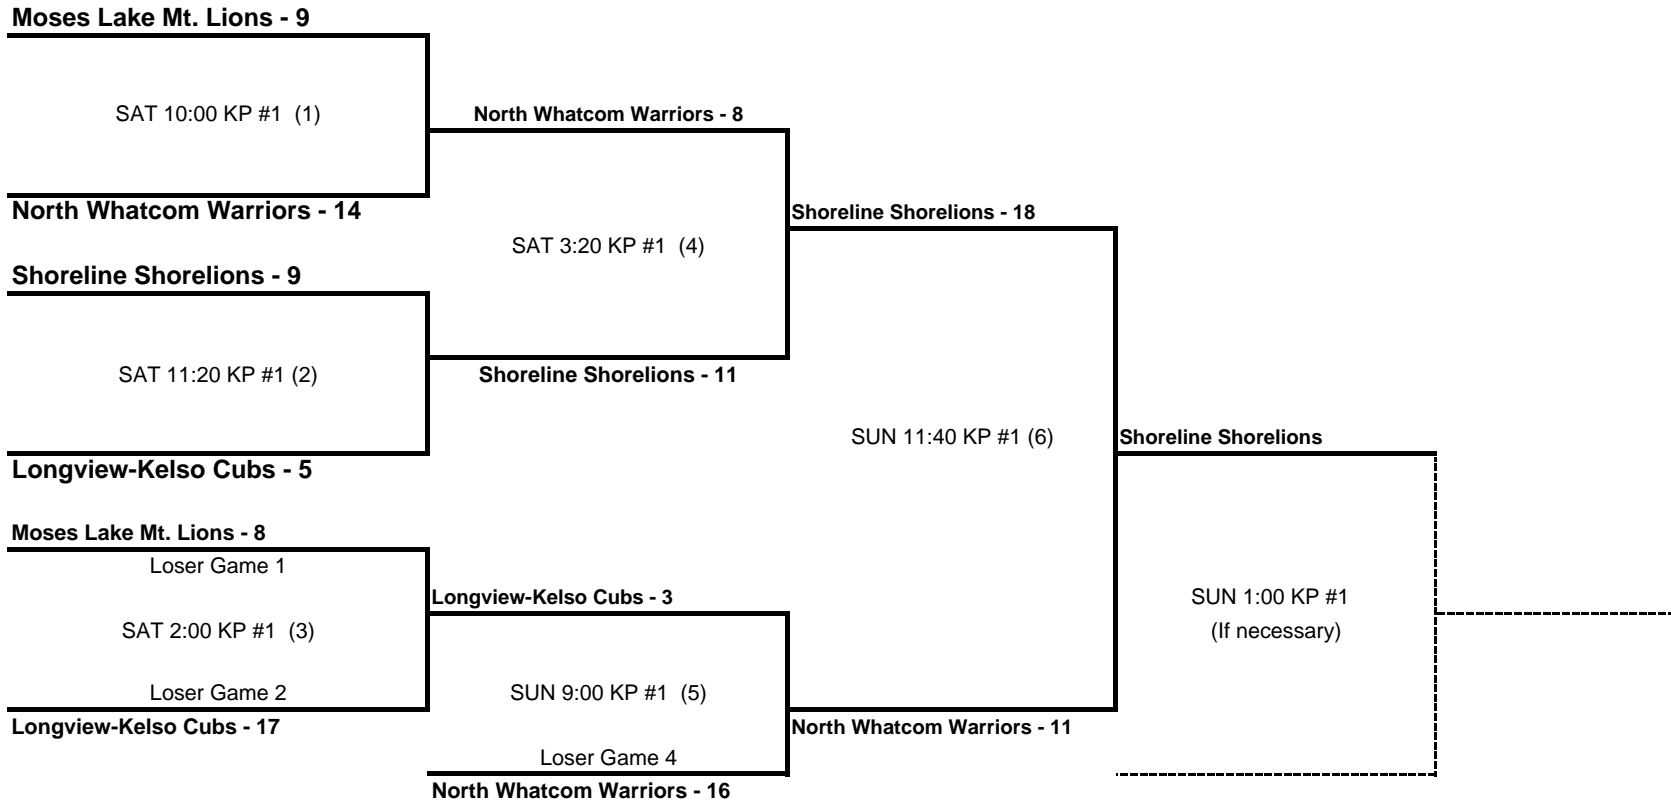 Moses Lake Mt. Lions - 9
SAT 10:00 KP #1  (1)
North Whatcom Warriors - 8
North Whatcom Warriors - 14
Shoreline Shorelions - 18
SAT 3:20 KP #1  (4)
Shoreline Shorelions - 9
SAT 11:20 KP #1 (2)
Shoreline Shorelions - 11
SUN 11:40 KP #1 (6)
Shoreline Shorelions
Longview-Kelso Cubs - 5
Moses Lake Mt. Lions - 8
Loser Game 1
Longview-Kelso Cubs - 3
SUN 1:00 KP #1
(If necessary)
SAT 2:00 KP #1  (3)
Loser Game 2
SUN 9:00 KP #1  (5)
Longview-Kelso Cubs - 17
North Whatcom Warriors - 11
Loser Game 4
North Whatcom Warriors - 16